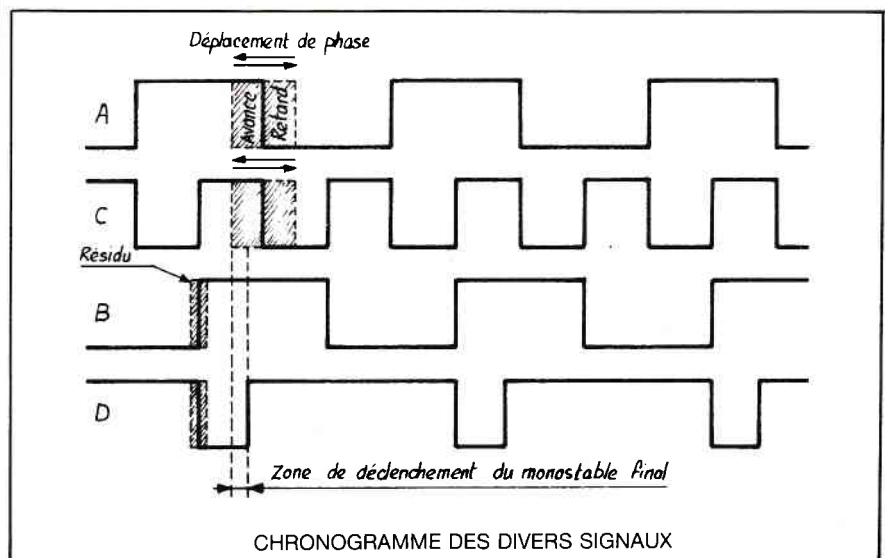 Déplacement de phase
A
Avance
Retard
C
Résidu
B
D
Zone de déclenchement du monostable final
CHRONOGRAMME DES DIVERS SIGNAUX